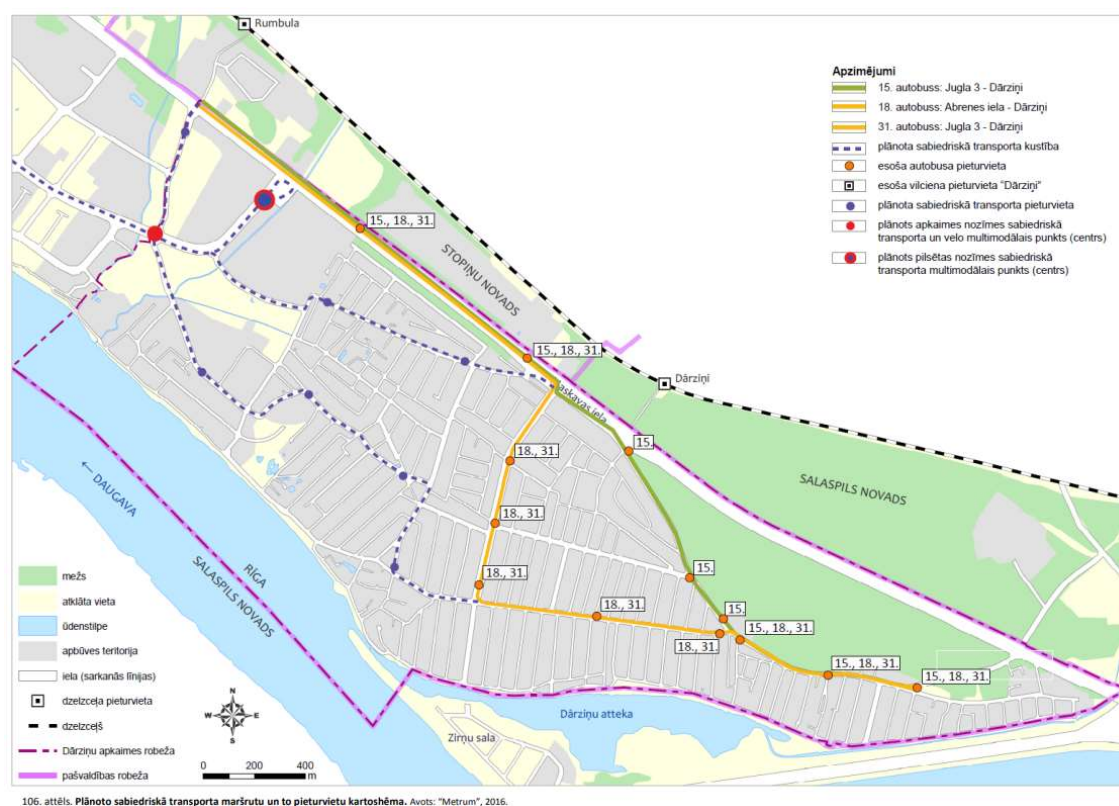 Rumbula
Apzīmējumi
15. autobuss: Jugla 3 - Dārziņi
18. autobuss: Abrenes iela - Dārziņi
31. autobuss: Jugla 3 - Dārziņi
plānota sabiedriskā transporta kustība
esoša autobusa pieturvieta
esoša vilciena pieturvieta "Dārziņi"
plānota sabiedriskā transporta pieturvieta
plānots apkaimes nozīmes sabiedriskā
transporta un velo multimodālais punkts (centrs)
plānots pilsētas nozīmes sabiedriskā
transporta multimodālais punkts (centrs)
15., 18., 31.
STOPIŅU NOVADS
15., 18., 31.
Dārziņi
askavas iela
15.
18., 31.
SALASPILS NOVADS
← DAUGAVA
18., 31.
RĪGA
SALASPILS NOVADS
15.
18., 31.
18., 31.
15.
15., 18., 31.
18., 31.
15., 18., 31.
15., 18., 31.
Dārziņu atteka
Zirņu sala
mežs
atklāta vieta
ūdenstilpe
apbūves teritorija
iela (sarkanās līnijas)
dzelzceļa pieturvieta
dzelzceļš
Dārziņu apkaimes robeža
pašvaldības robeža
N
W E
S
0 200 400
m
106. attēls. Plānoto sabiedriskā transporta maršrutu un to pieturvietu kartoshēma. Avots: "Metrum", 2016.